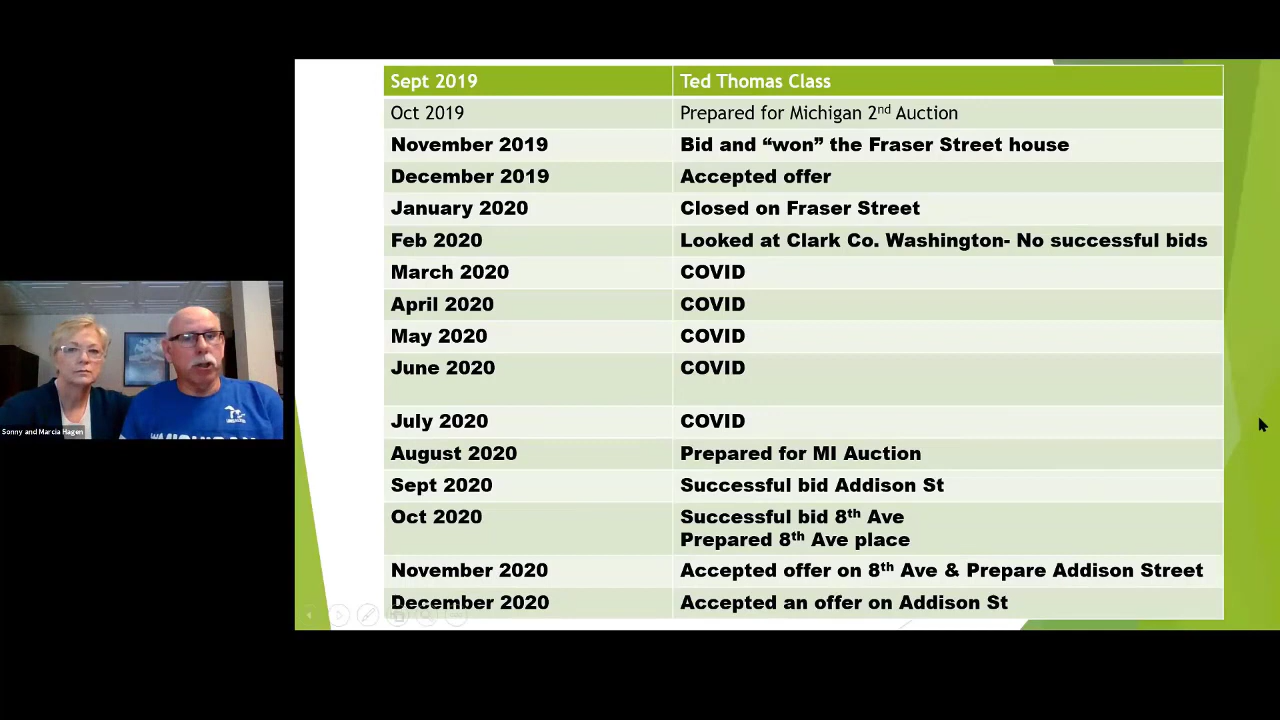 Sept 2019 Ted Thomas Class
Oct 2019 Prepared for Michigan 2nd Auction
November 2019 Bid and “won” the Fraser Street house
December 2019 Accepted offer
January 2020 Closed on Fraser Street
Feb 2020 Looked at Clark Co. Washington- No successful bids
March 2020 COVID
April 2020 COVID
May 2020 COVID
June 2020 COVID
July 2020 COVID
August 2020 Prepared for MI Auction
Sept 2020 Successful bid Addison St
Oct 2020 Successful bid 8th Ave
Prepared 8th Ave place
November 2020 Accepted offer on 8th Ave & Prepare Addison Street
December 2020 Accepted an offer on Addison St
Sonny and Marcia Hagen